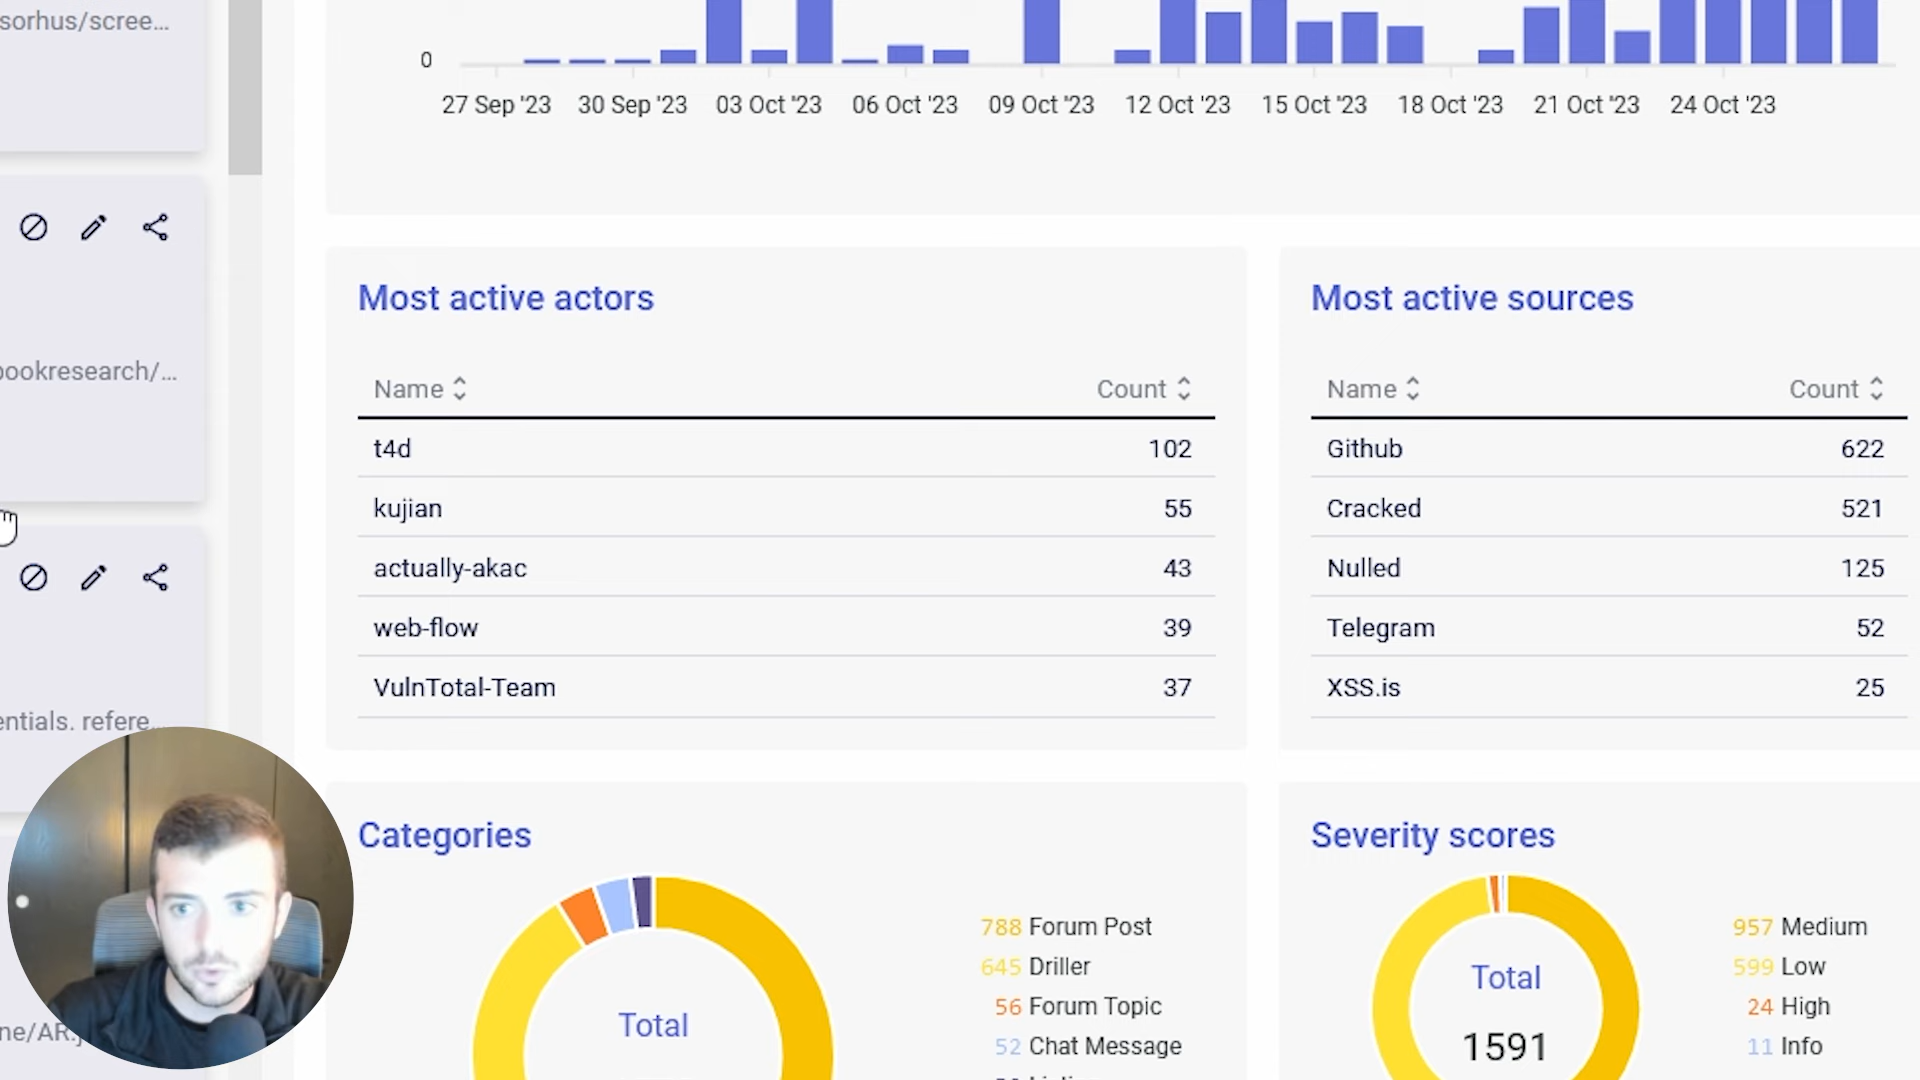 sorhus/scree...
0
27 Sep '23 30 Sep '23 03 Oct '23 06 Oct '23 09 Oct '23 12 Oct '23 15 Oct '23 18 Oct '23 21 Oct '23 24 Oct '23
ookresearch/...
entials. refere...
ne/AR.
Most active actors
Name Count
t4d 102
kujian 55
actually-akac 43
web-flow 39
VulnTotal-Team 37
Most active sources
Name Count
Github 622
Cracked 521
Nulled 125
Telegram 52
XSS.is 25
Categories
Total
788 Forum Post
645 Driller
56 Forum Topic
52 Chat Message
Severity scores
Total
1591
957 Medium
599 Low
24 High
11 Info